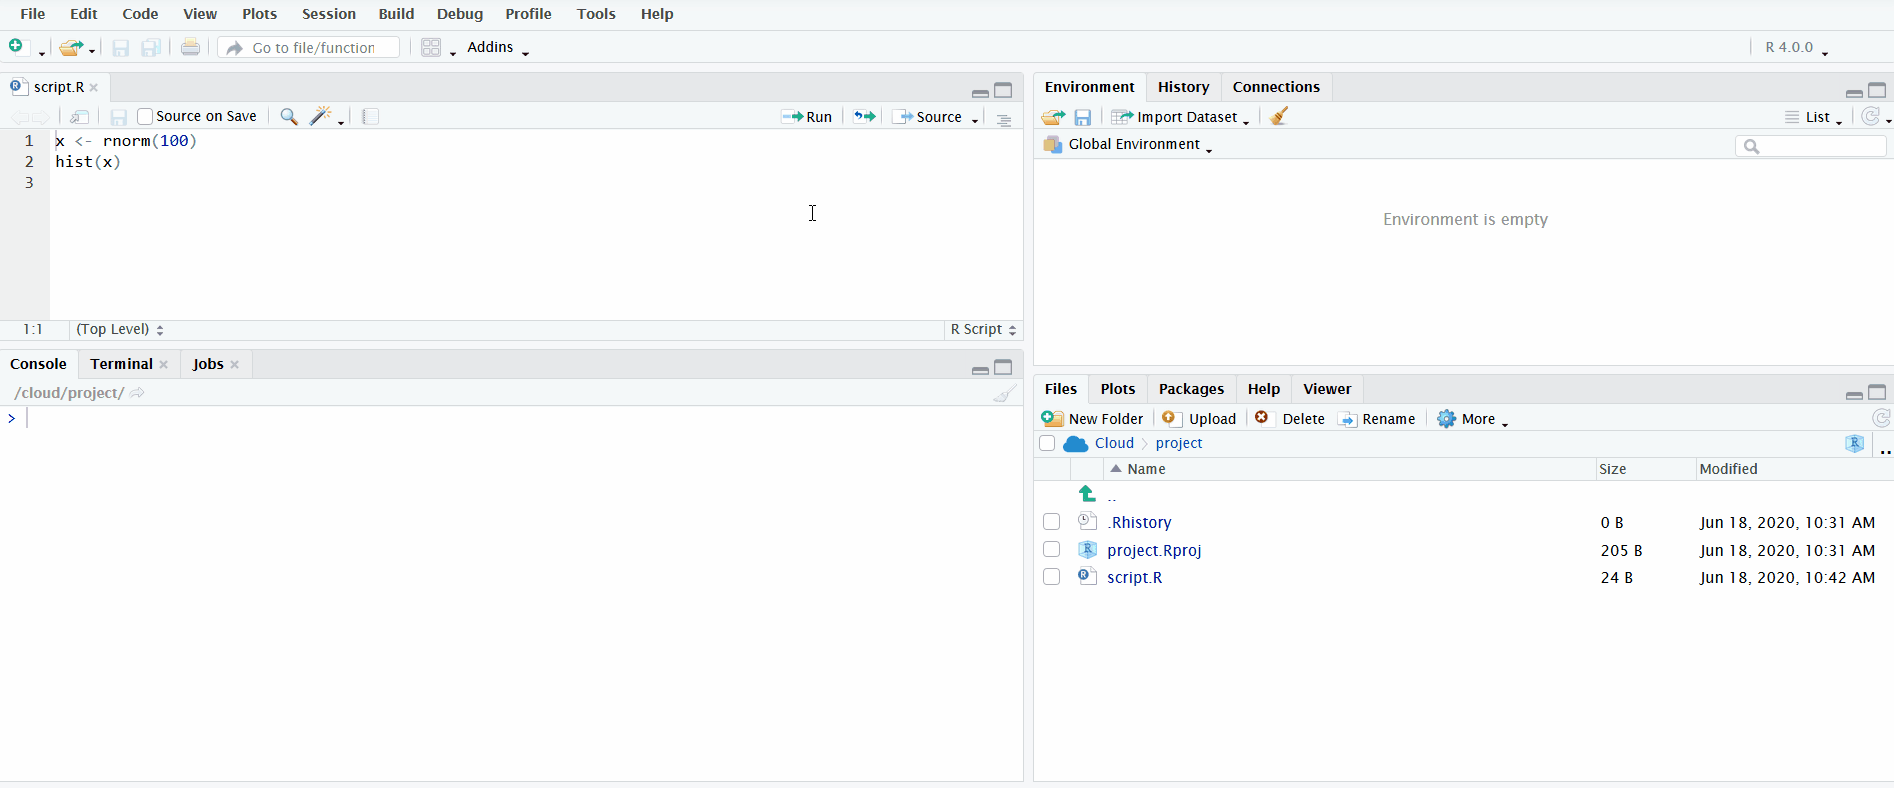 File Edit Code View Plots Session Build Debug Profile Tools Help
Go to file/function Addins R 4.0.0
script.R
Source on Save Run Source
1 x <- rnorm(100)
2 hist(x)
3
1:1 (Top Level) R Script
Console Terminal Jobs
/cloud/project/
>
Environment History Connections
Import Dataset List
Global Environment
Environment is empty
Files Plots Packages Help Viewer
New Folder Upload Delete Rename More
Cloud project ..
Name Size Modified
..
.Rhistory 0 B Jun 18, 2020, 10:31 AM
project.Rproj 205 B Jun 18, 2020, 10:31 AM
script.R 24 B Jun 18, 2020, 10:42 AM